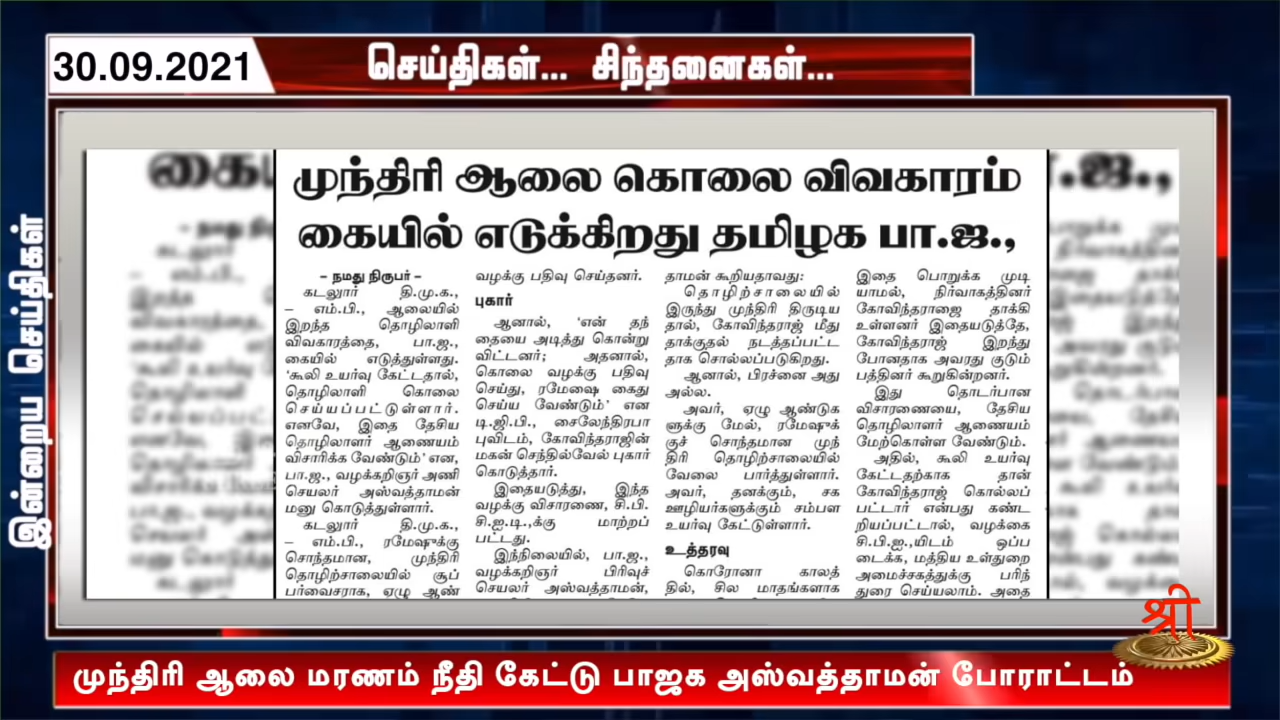 30.09.2021
செய்திகள்... சிந்தனைகள்...
இன்றைய செய்திகள்
முந்திரி ஆலை கொலை விவகாரம்
கையில் எடுக்கிறது தமிழக பா.ஜ.,
– நமது நிருபர் –
கடலுார் தி.மு.க.,
– எம்.பி., ஆலையில்
இறந்த தொழிலாளி
விவகாரத்தை, பா.ஜ.,
கையில் எடுத்துள்ளது.
'கூலி உயர்வு கேட்டதால்,
தொழிலாளி கொலை
செய்யப்பட்டுள்ளார்.
எனவே, இதை தேசிய
தொழிலாளர் ஆணையம்
விசாரிக்க வேண்டும்' என,
பா.ஜ., வழக்கறிஞர் அணி
செயலர் அஸ்வத்தாமன்
மனு கொடுத்துள்ளார்.
கடலுார் தி.மு.க.,
– எம்.பி., ரமேஷுக்கு
சொந்தமான, முந்திரி
தொழிற்சாலையில் சூப்
பர்வைசராக, ஏழு ஆண்
வழக்கு பதிவு செய்தனர்.
புகார்
ஆனால், 'என் தந்
தையை அடித்து கொன்று
விட்டனர்; அதனால்,
கொலை வழக்கு பதிவு
செய்து, ரமேஷை கைது
செய்ய வேண்டும்' என
டி.ஜி.பி., சைலேந்திரபா
புவிடம், கோவிந்தராஜின்
மகன் செந்தில்வேல் புகார்
கொடுத்தார்.
இதையடுத்து, இந்த
வழக்கு விசாரணை, சி.பி.
சி.ஐ.டி.,க்கு மாற்றப்
பட்டது.
இந்நிலையில், பா.ஜ.,
வழக்கறிஞர் பிரிவுச்
செயலர் அஸ்வத்தாமன்,
தாமன் கூறியதாவது:
தொழிற்சாலையில்
இருந்து முந்திரி திருடிய
தால், கோவிந்தராஜ் மீது
தாக்குதல் நடத்தப்பட்ட
தாக சொல்லப்படுகிறது.
ஆனால், பிரச்னை அது
அல்ல.
அவர், ஏழு ஆண்டுக
ளுக்கு மேல், ரமேஷுக்
குச் சொந்தமான முந்
திரி தொழிற்சாலையில்
வேலை பார்த்துள்ளார்.
அவர், தனக்கும், சக
ஊழியர்களுக்கும் சம்பள
உயர்வு கேட்டுள்ளார்.
உத்தரவு
கொரோனா காலத்
தில், சில மாதங்களாக
இதை பொறுக்க முடி
யாமல், நிர்வாகத்தினர்
கோவிந்தராஜை தாக்கி
உள்ளனர் இதையடுத்தே,
கோவிந்தராஜ் இறந்து
போனதாக அவரது குடும்
பத்தினர் கூறுகின்றனர்.
இது தொடர்பான
விசாரணையை, தேசிய
தொழிலாளர் ஆணையம்
மேற்கொள்ள வேண்டும்.
அதில், கூலி உயர்வு
கேட்டதற்காக தான்
கோவிந்தராஜ் கொல்லப்
பட்டார் என்பது கண்ட
றியப்பட்டால், வழக்கை
சி.பி.ஐ.,யிடம் ஒப்ப
டைக்க, மத்திய உள்துறை
அமைச்சகத்துக்கு பரிந்
துரை செய்யலாம். அதை
ஸ்ரீ
முந்திரி ஆலை மரணம் நீதி கேட்டு பாஜக அஸ்வத்தாமன் போராட்டம்